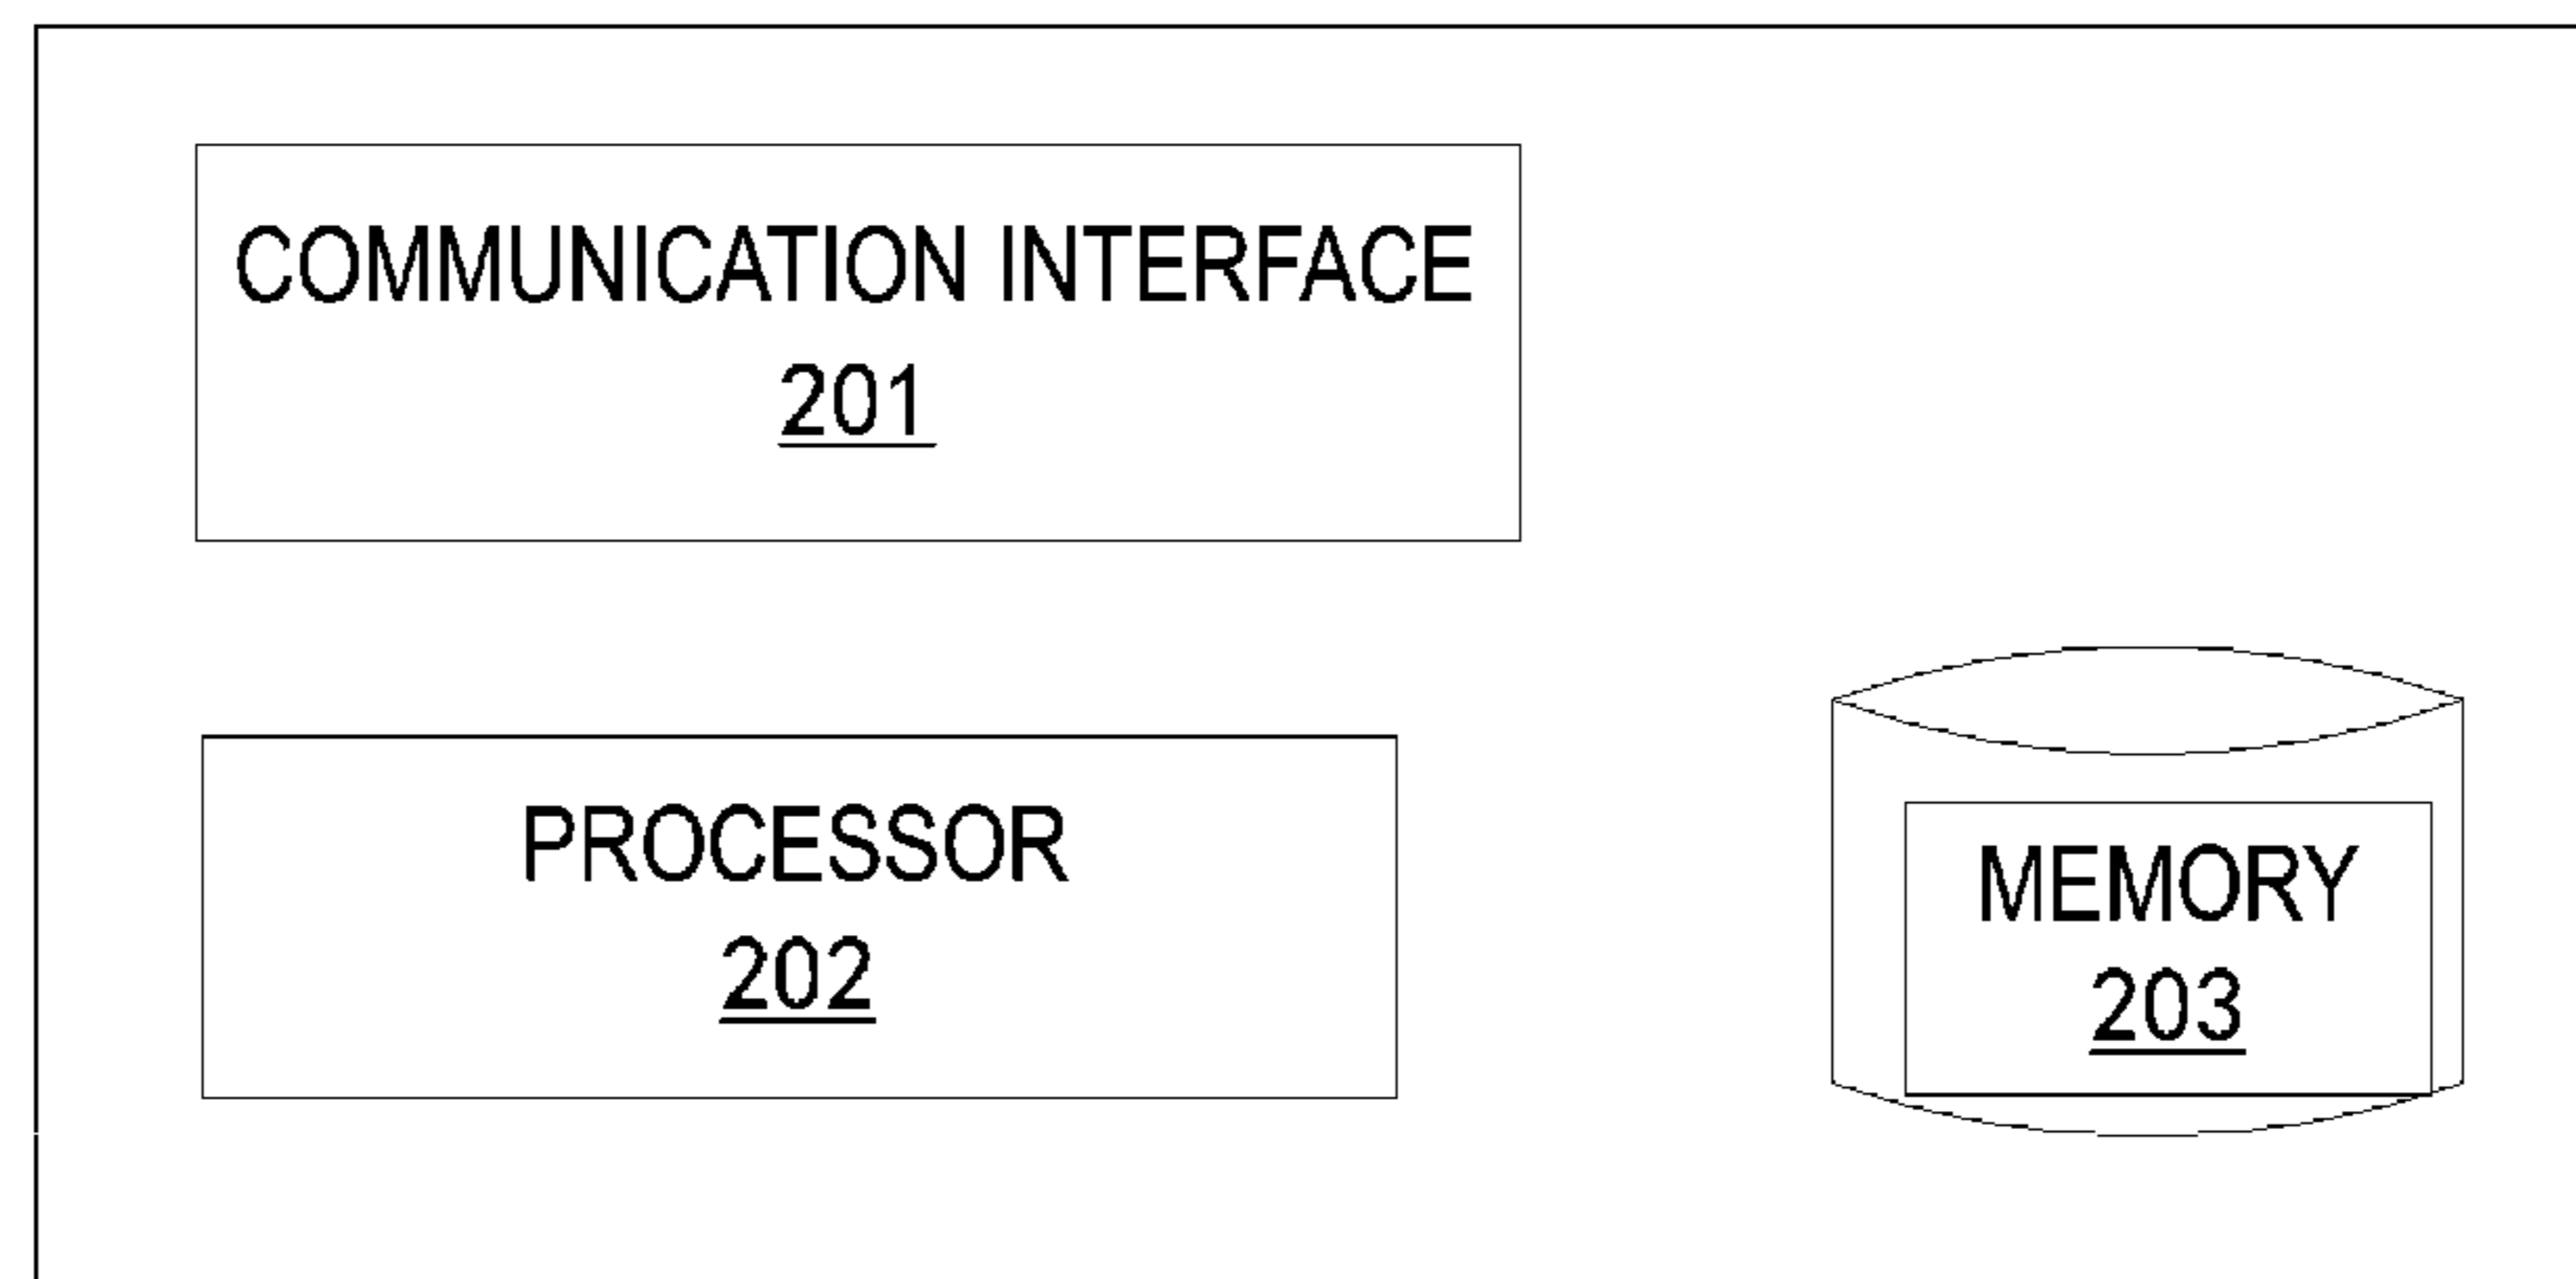 COMMUNICATION INTERFACE
201
PROCESSOR
202
MEMORY
203